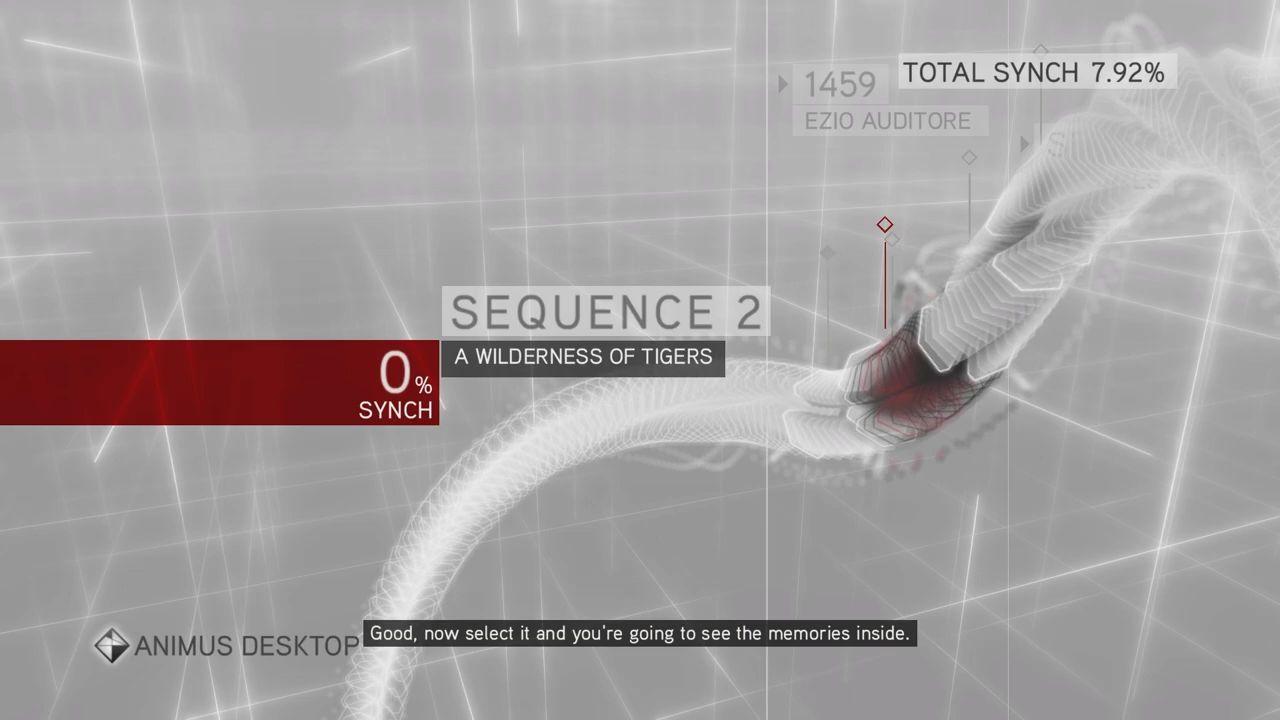 TOTAL SYNCH 7.92%
1459
EZIO AUDITORE
SEQUENCE 2
A WILDERNESS OF TIGERS
0%
SYNCH
ANIMUS DESKTOP
Good, now select it and you're going to see the memories inside.